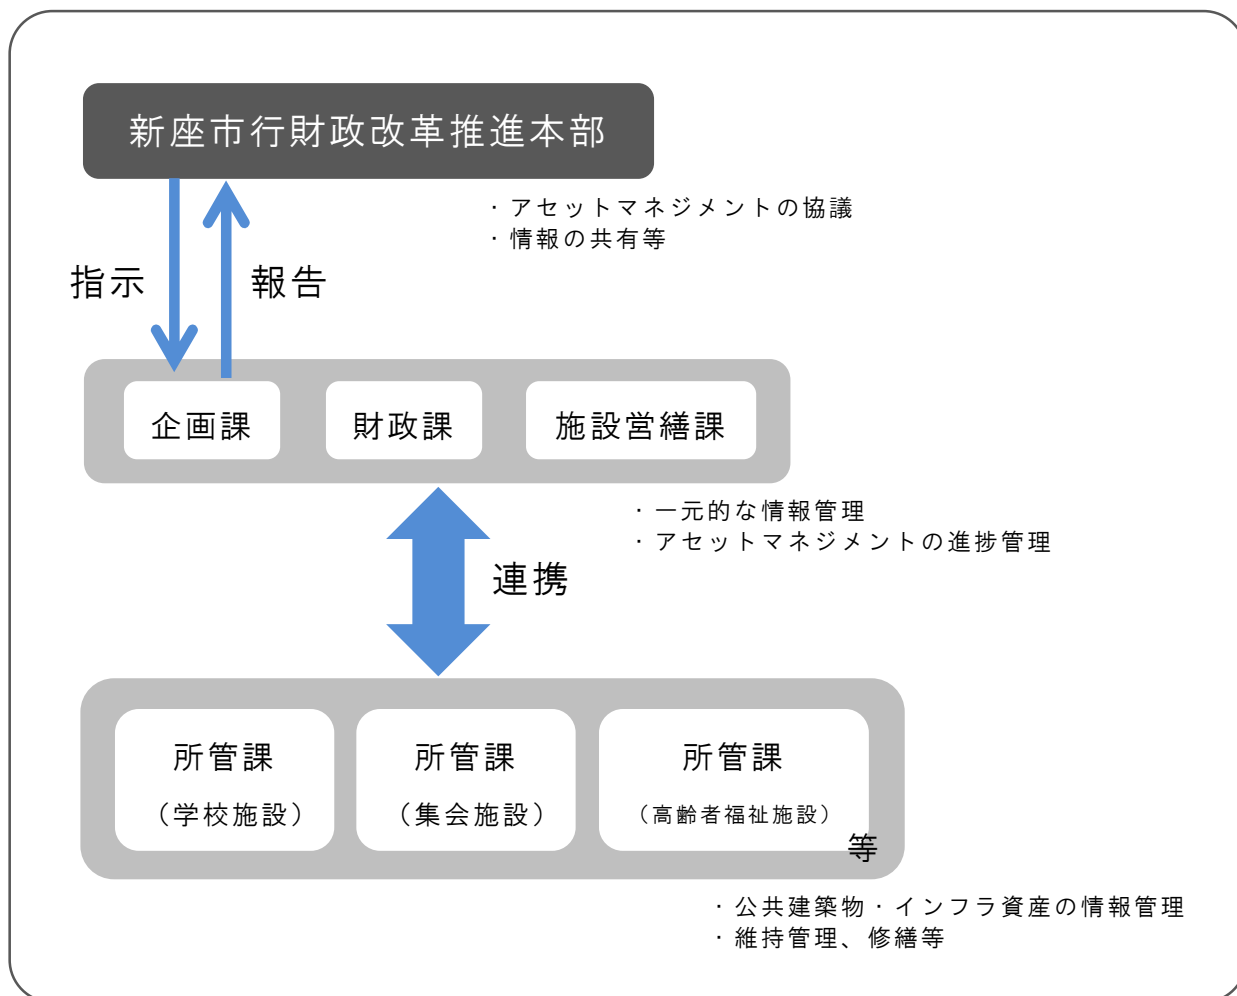 新座市行財政改革推進本部
・アセットマネジメントの協議
・情報の共有等
指示
報告
企画課
財政課
施設営繕課
・一元的な情報管理
・アセットマネジメントの進捗管理
連携
所管課
（学校施設）
所管課
（集会施設）
所管課
（高齢者福祉施設）
等
・公共建築物・インフラ資産の情報管理
・維持管理、修繕等